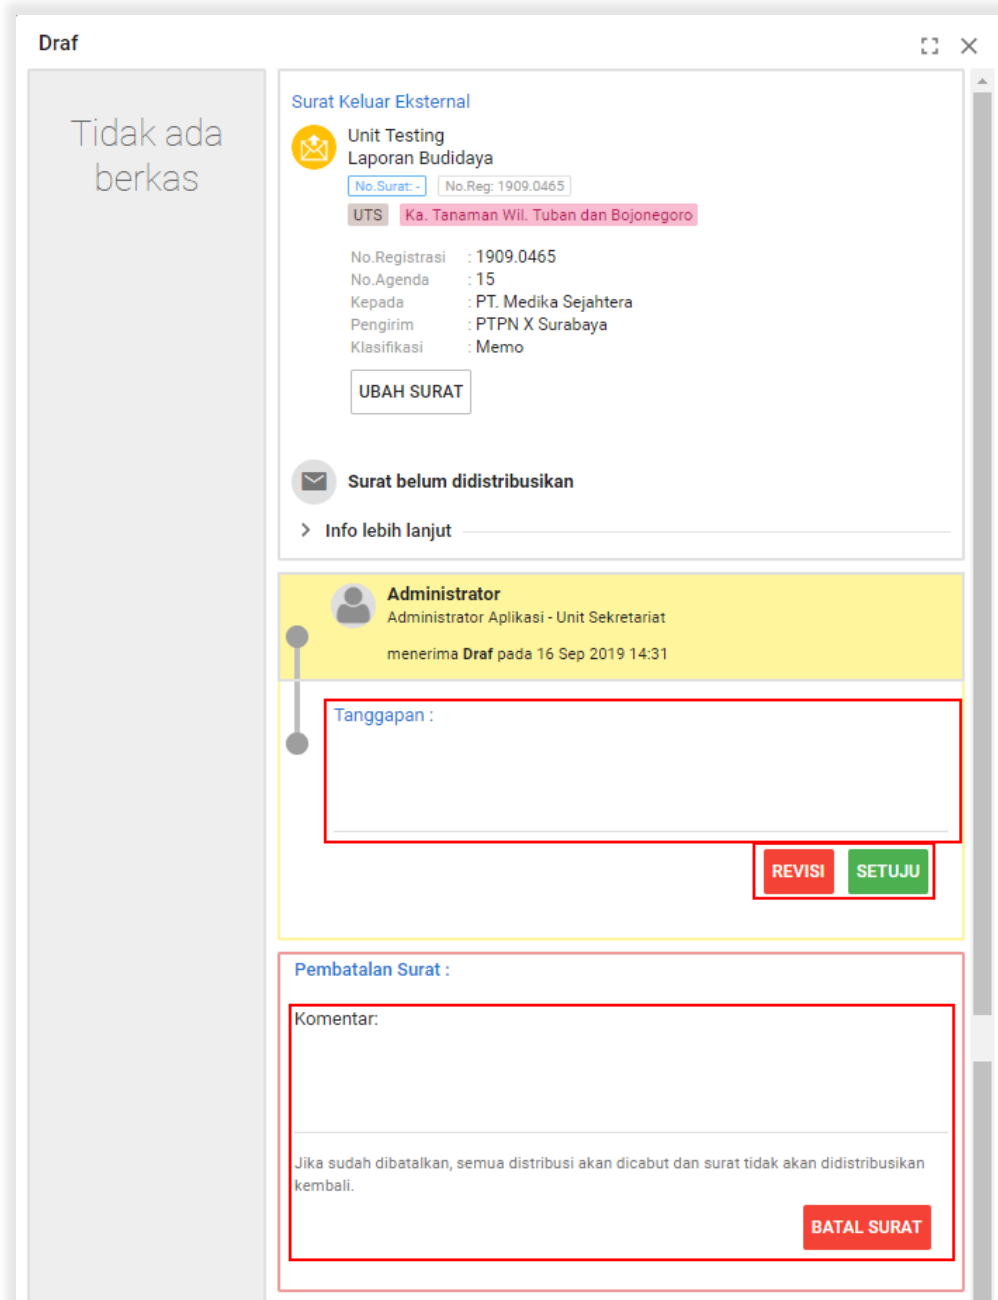 Draf
Tidak ada
berkas
Surat Keluar Eksternal
Unit Testing
Laporan Budidaya
No.Surat: - No.Reg: 1909.0465
UTS Ka. Tanaman Wil. Tuban dan Bojonegoro
No.Registrasi : 1909.0465
No.Agenda : 15
Kepada : PT. Medika Sejahtera
Pengirim : PTPN X Surabaya
Klasifikasi : Memo
UBAH SURAT
Surat belum didistribusikan
Info lebih lanjut
Administrator
Administrator Aplikasi - Unit Sekretariat
menerima Draf pada 16 Sep 2019 14:31
Tanggapan :
REVISI SETUJU
Pembatalan Surat :
Komentar:
Jika sudah dibatalkan, semua distribusi akan dicabut dan surat tidak akan didistribusikan
kembali.
BATAL SURAT